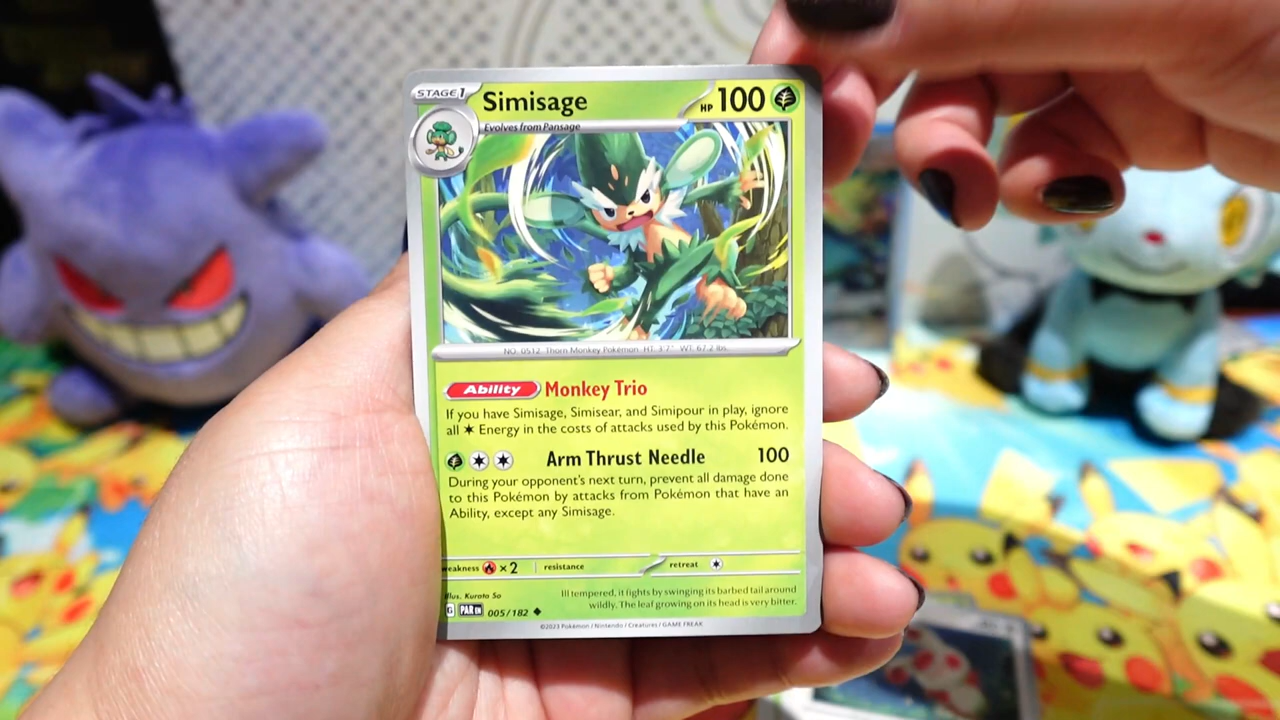 STAGE 1
Simisage
HP 100
Evolves from Pansage
NO. 0512 Thorn Monkey Pokémon HT: 3'7" WT: 67.2 lbs.
Ability Monkey Trio
If you have Simisage, Simisear, and Simipour in play, ignore
all Energy in the costs of attacks used by this Pokémon.
Arm Thrust Needle 100
During your opponent's next turn, prevent all damage done
to this Pokémon by attacks from Pokémon that have an
Ability, except any Simisage.
weakness ×2 resistance retreat
Illus. Kurata So
Ill tempered, it fights by swinging its barbed tail around
wildly. The leaf growing on its head is very bitter.
G PAR EN 005/182
©2023 Pokémon / Nintendo / Creatures / GAME FREAK